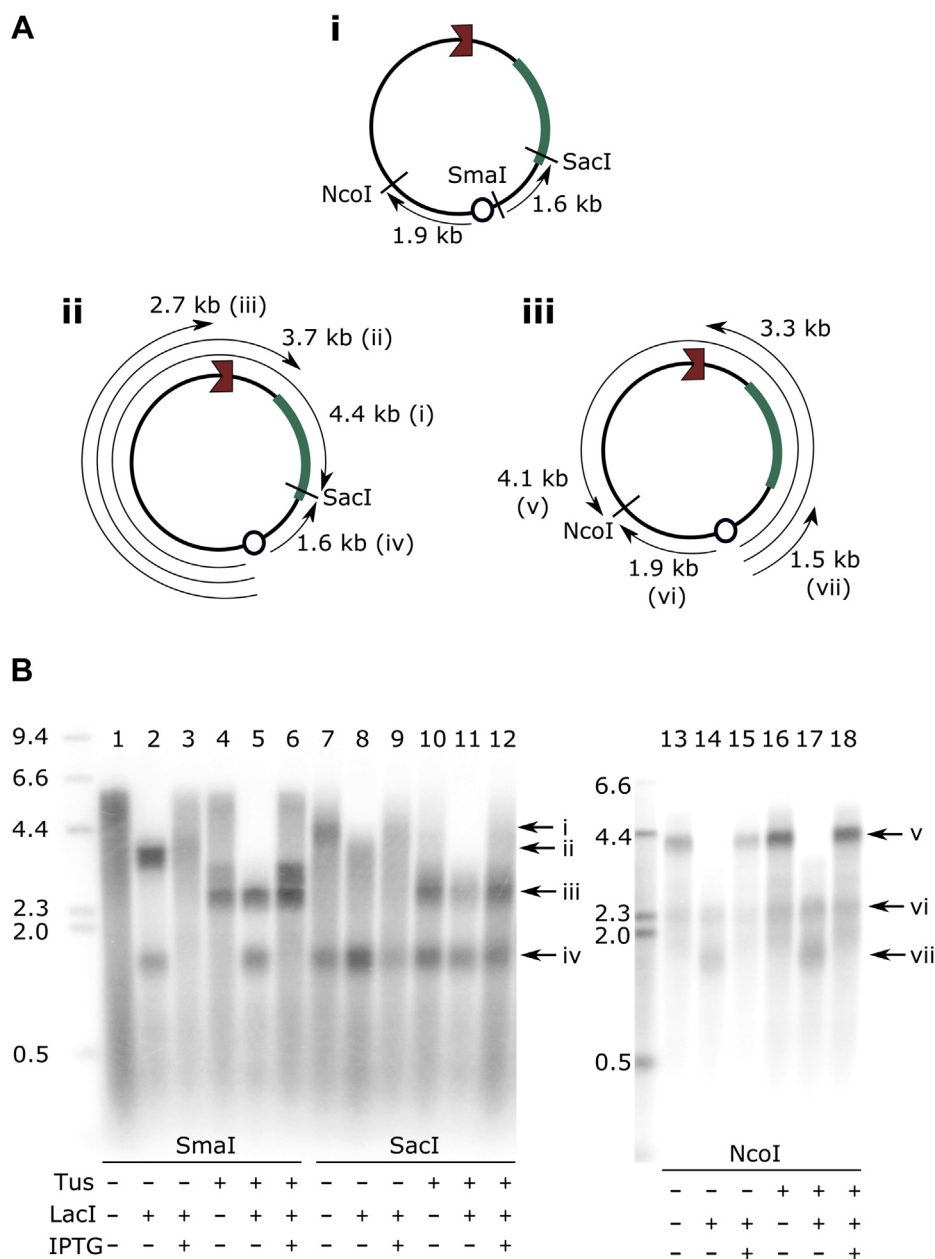 A
i
NcoI
SmaI
SacI
1.9 kb
1.6 kb
ii
2.7 kb (iii)
3.7 kb (ii)
4.4 kb (i)
SacI
1.6 kb (iv)
iii
3.3 kb
4.1 kb
(v)
NcoI
1.9 kb
(vi)
1.5 kb
(vii)
B
9.4 1 2 3 4 5 6 7 8 9 10 11 12
6.6
4.4
2.3
2.0
0.5
i
ii
iii
iv
13 14 15 16 17 18
6.6
4.4
2.3
2.0
0.5
v
vi
vii
SmaI SacI
Tus – – – + + + – – – + + +
LacI – + + – + + – + + – + +
IPTG – – + – – + – – + – – +
NcoI
– – – + + +
– + + – + +
– – + – – +